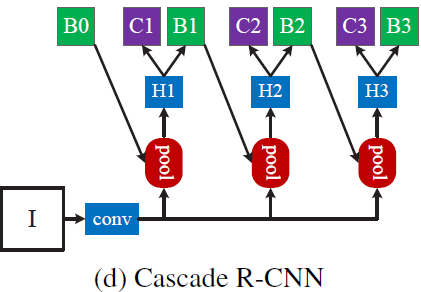 B0 C1 B1 C2 B2 C3 B3
H1 H2 H3
pool pool pool
I conv
(d) Cascade R-CNN